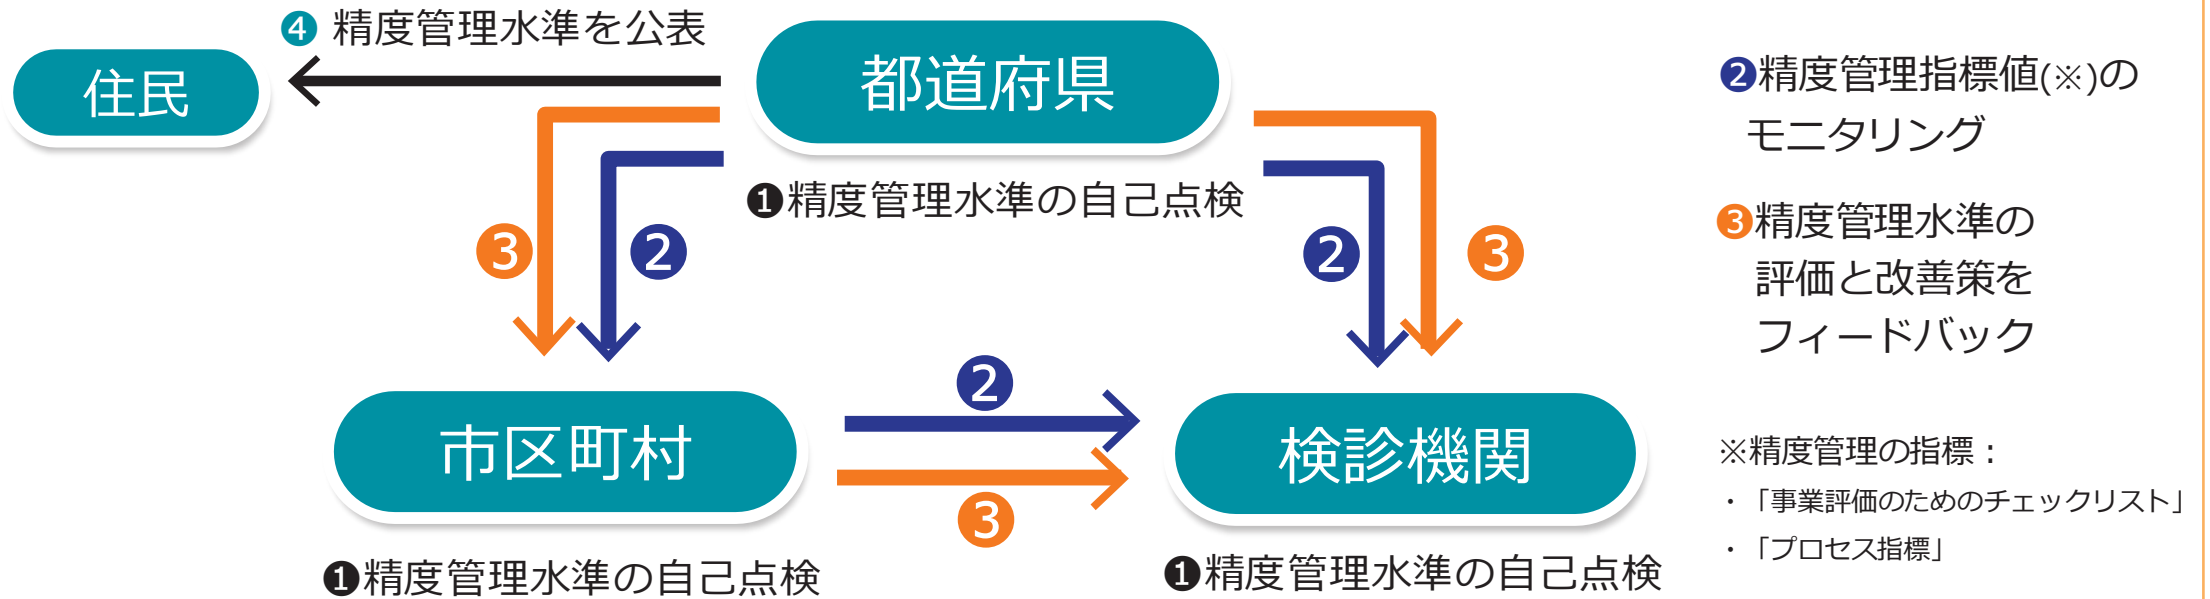 ❹ 精度管理水準を公表
住民
都道府県
❶精度管理水準の自己点検
❸
❷
❷
❸
市区町村
❷
❸
検診機関
❶精度管理水準の自己点検
❶精度管理水準の自己点検
❷精度管理指標値(※)の
モニタリング
❸精度管理水準の
評価と改善策を
フィードバック
※精度管理の指標：
・「事業評価のためのチェックリスト」
・「プロセス指標」